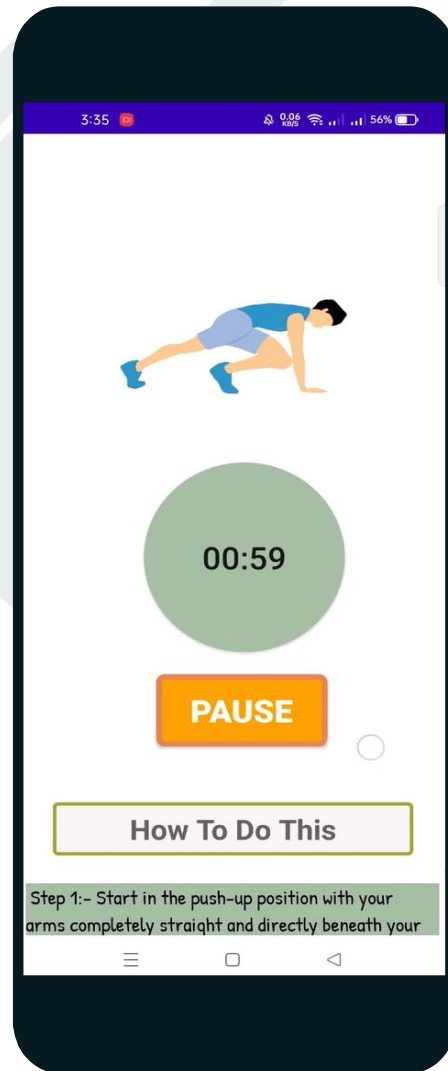 3:35 0.06 KB/S 56%
00:59
PAUSE
How To Do This
Step 1:- Start in the push-up position with your
arms completely straight and directly beneath your